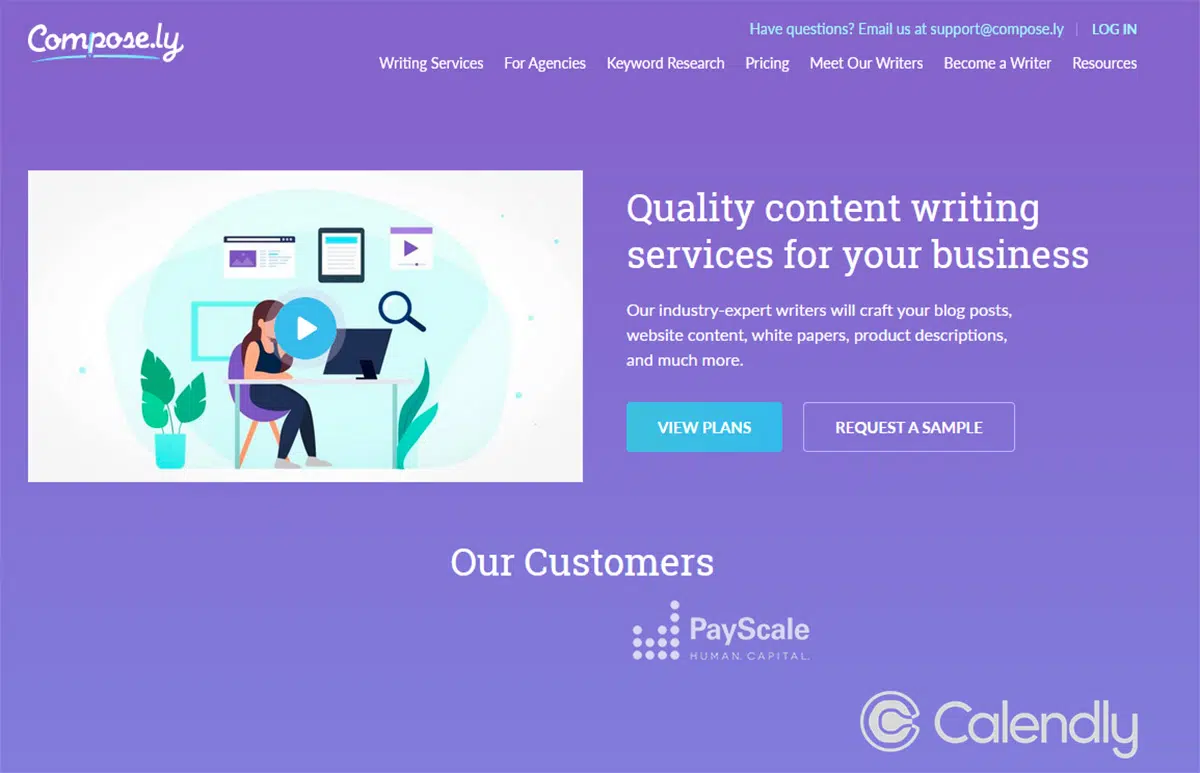 Compose.ly
Have questions? Email us at support@compose.ly | LOG IN
Writing Services For Agencies Keyword Research Pricing Meet Our Writers Become a Writer Resources
Quality content writing
services for your business
Our industry-expert writers will craft your blog posts,
website content, white papers, product descriptions,
and much more.
VIEW PLANS REQUEST A SAMPLE
Our Customers
PayScale
HUMAN. CAPITAL.
Calendly